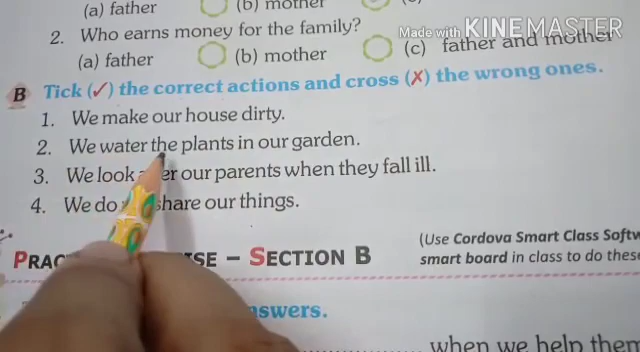 (a) father (b) mother
Made with KINEMASTER
2. Who earns money for the family?
(a) father (b) mother (c) father and mother
B Tick (✓) the correct actions and cross (✗) the wrong ones.
1. We make our house dirty.
2. We water the plants in our garden.
3. We look er our parents when they fall ill.
4. We do share our things.
(Use Cordova Smart Class Softw
PRAC SE – SECTION B
smart board in class to do these
swers.
when we help them